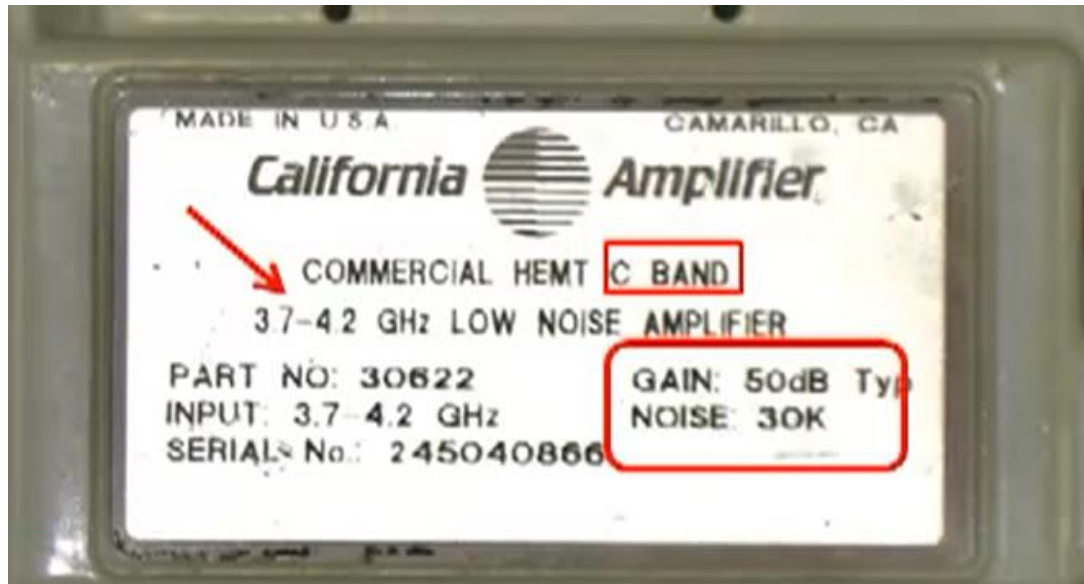 MADE IN U S A CAMARILLO, CA
California Amplifier
COMMERCIAL HEMT C BAND
3.7-4.2 GHz LOW NOISE AMPLIFIER
PART NO: 30622 GAIN: 50dB Typ
INPUT: 3.7-4.2 GHz NOISE: 30K
SERIAL No.: 245040866